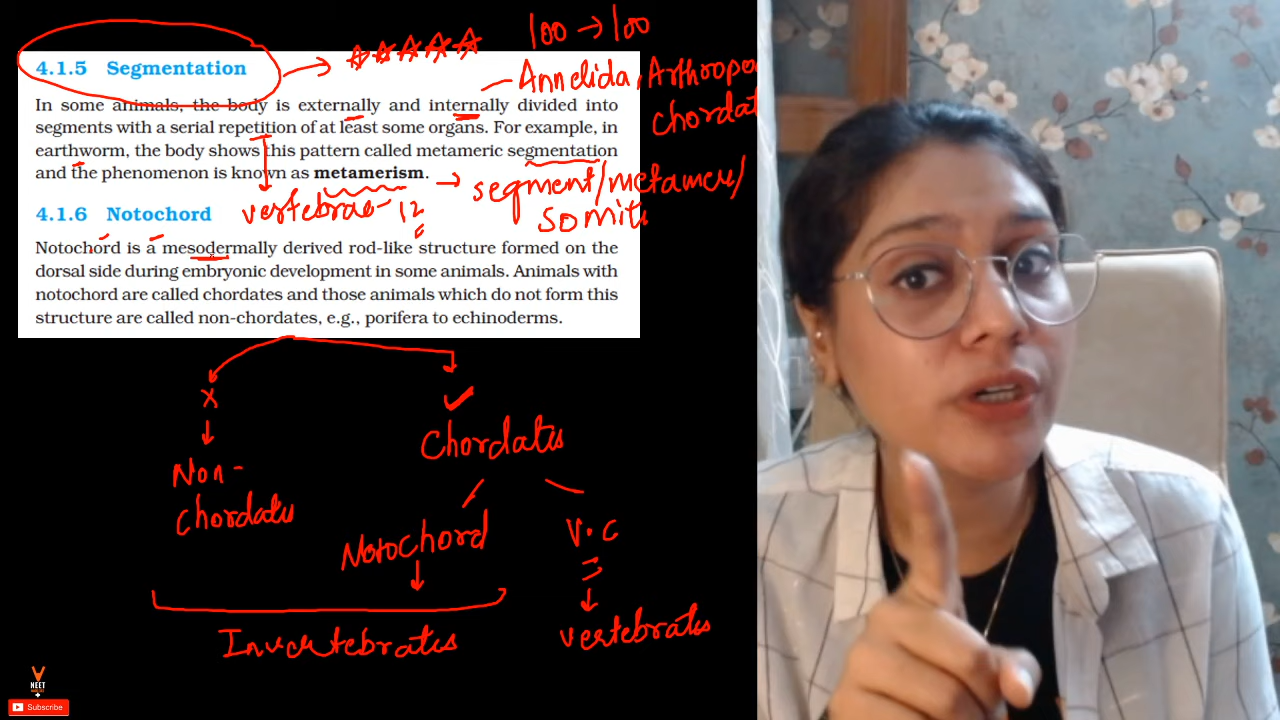 100 → 100
4.1.5 Segmentation
Annelida, Arthropo
chordat
In some animals, the body is externally and internally divided into
segments with a serial repetition of at least some organs. For example, in
earthworm, the body shows this pattern called metameric segmentation
and the phenomenon is known as metamerism.
segment/metamere/
somit
vertebrae - 12
4.1.6 Notochord
Notochord is a mesodermally derived rod-like structure formed on the
dorsal side during embryonic development in some animals. Animals with
notochord are called chordates and those animals which do not form this
structure are called non-chordates, e.g., porifera to echinoderms.
x
Non-
chordates
Chordates
Notochord
V.C
Invertebrates
vertebrates
NEET
Subscribe